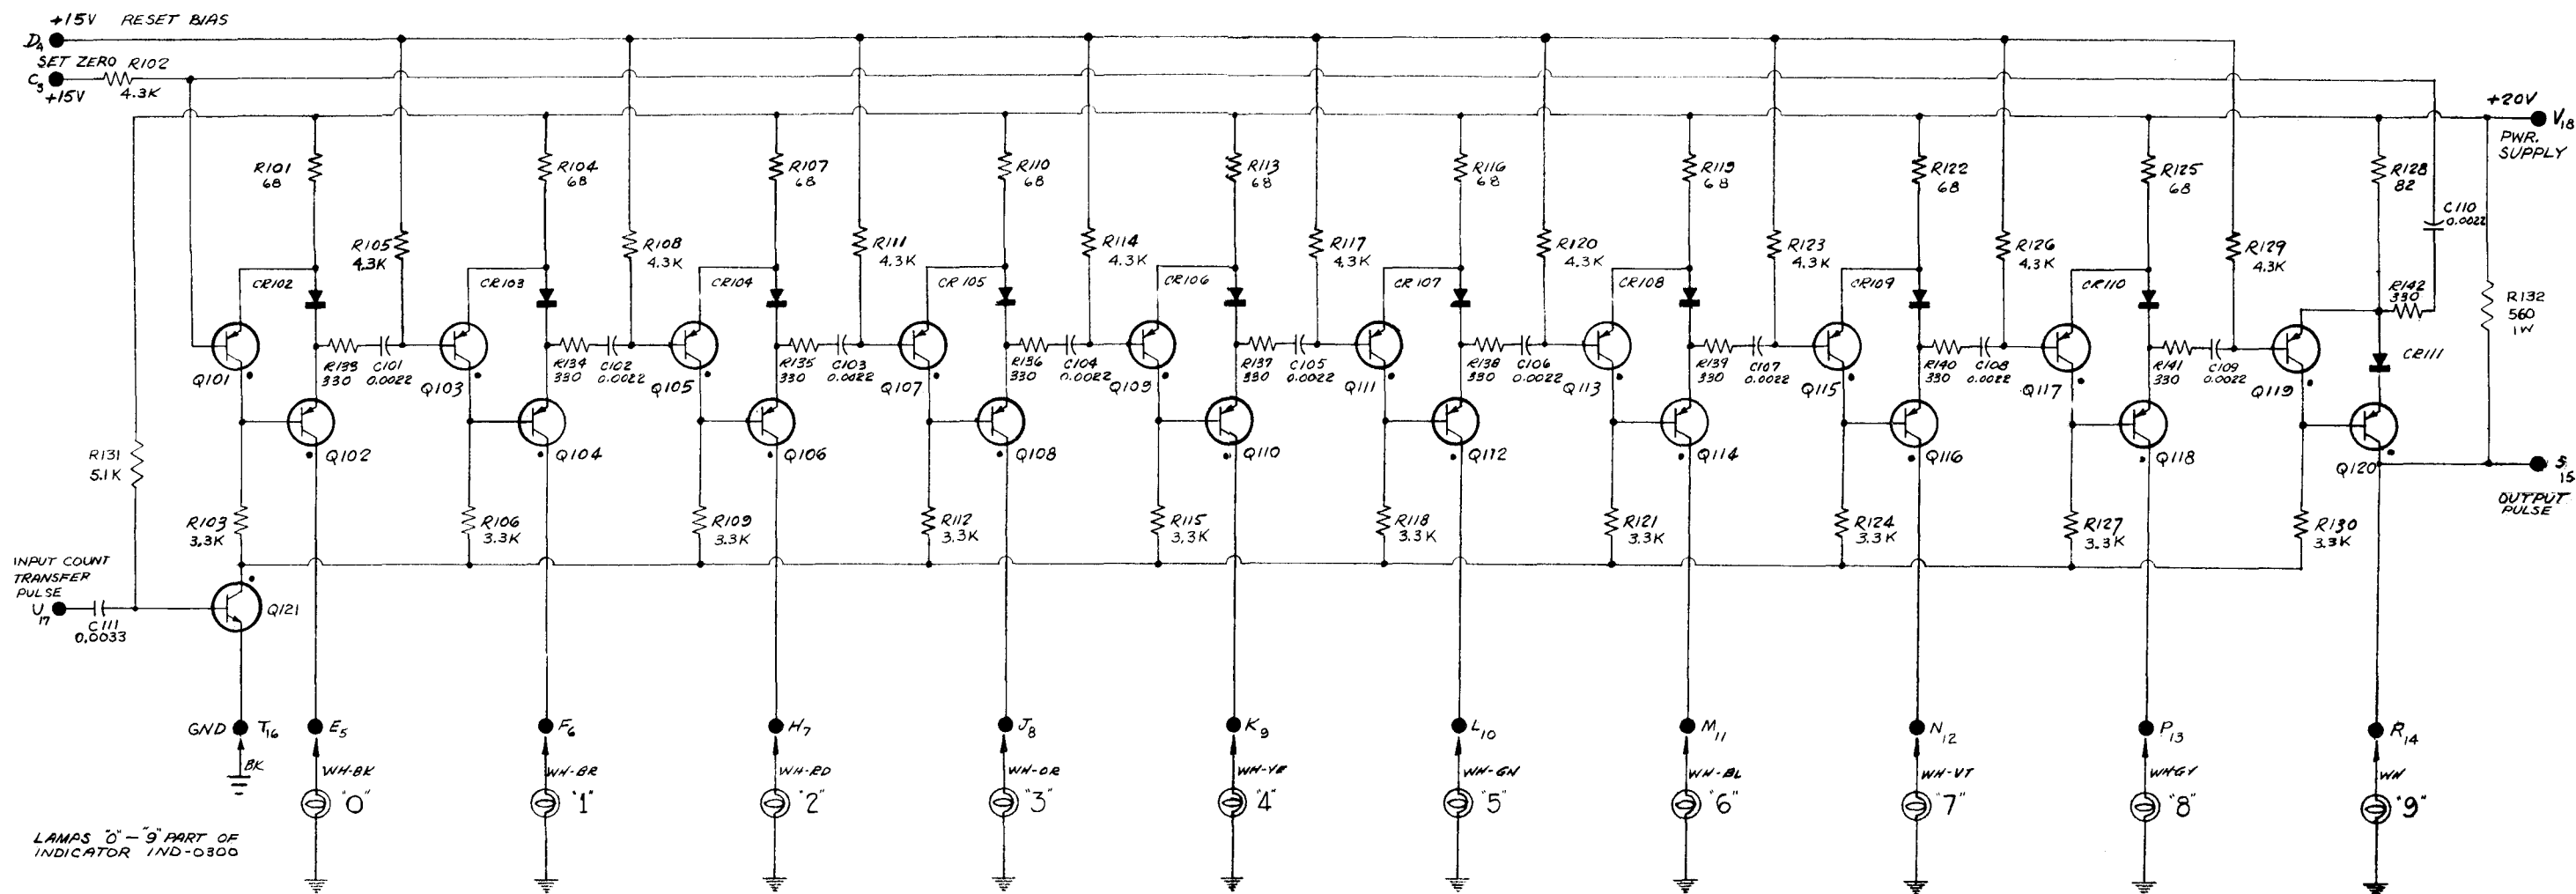 +15V RESET BIAS
D4
SET ZERO R102
C3
+15V
4.3K
+20V
V18
PWR.
SUPPLY
R101
68
R104
68
R107
68
R110
68
R113
68
R116
68
R119
68
R122
68
R125
68
R128
82
C110
0.0022
R105
4.3K
R108
4.3K
R111
4.3K
R114
4.3K
R117
4.3K
R120
4.3K
R123
4.3K
R126
4.3K
R129
4.3K
CR102
CR103
CR104
CR105
CR106
CR107
CR108
CR109
CR110
R142
330
R132
560
1W
CR111
Q101
R133
330
C101
0.0022
Q103
R134
330
C102
0.0022
Q105
R135
330
C103
0.0022
Q107
R136
330
C104
0.0022
Q109
R137
330
C105
0.0022
Q111
R138
330
C106
0.0022
Q113
R139
330
C107
0.0022
Q115
R140
330
C108
0.0022
Q117
R141
330
C109
0.0022
Q119
R131
5.1K
Q102
Q104
Q106
Q108
Q110
Q112
Q114
Q116
Q118
Q120
S
15
OUTPUT
PULSE
R103
3.3K
R106
3.3K
R109
3.3K
R112
3.3K
R115
3.3K
R118
3.3K
R121
3.3K
R124
3.3K
R127
3.3K
R130
3.3K
INPUT COUNT
TRANSFER
PULSE
U
17
C111
0.0033
Q121
GND T16
E5
F6
H7
J8
K9
L10
M11
N12
P13
R14
BK
WH-BK
WH-BR
WH-RD
WH-OR
WH-YE
WH-GN
WH-BL
WH-VT
WHGY
WH
"0"
"1"
"2"
"3"
"4"
"5"
"6"
"7"
"8"
"9"
LAMPS "0"-"9" PART OF
INDICATOR IND-0300